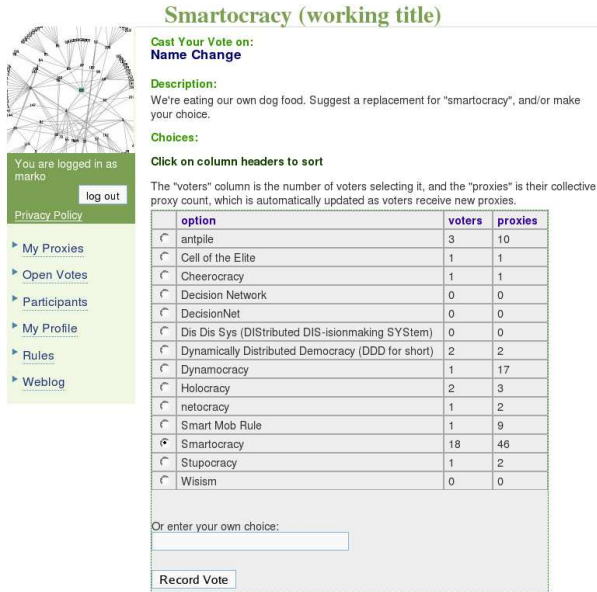 Smartocracy (working title)
Cast Your Vote on:
Name Change
Description:
We're eating our own dog food. Suggest a replacement for "smartocracy", and/or make
your choice.
Choices:
Click on column headers to sort
The "voters" column is the number of voters selecting it, and the "proxies" is their collective
proxy count, which is automatically updated as voters receive new proxies.
You are logged in as
marko
log out
Privacy Policy
My Proxies
Open Votes
Participants
My Profile
Rules
Weblog
option voters proxies
antpile 3 10
Cell of the Elite 1 1
Cheerocracy 1 1
Decision Network 0 0
DecisionNet 0 0
Dis Dis Sys (DIStributed DIS-isionmaking SYStem) 0 0
Dynamically Distributed Democracy (DDD for short) 2 2
Dynamocracy 1 17
Holocracy 2 3
netocracy 1 2
Smart Mob Rule 1 9
Smartocracy 18 46
Stupocracy 1 2
Wisism 0 0
Or enter your own choice:
Record Vote